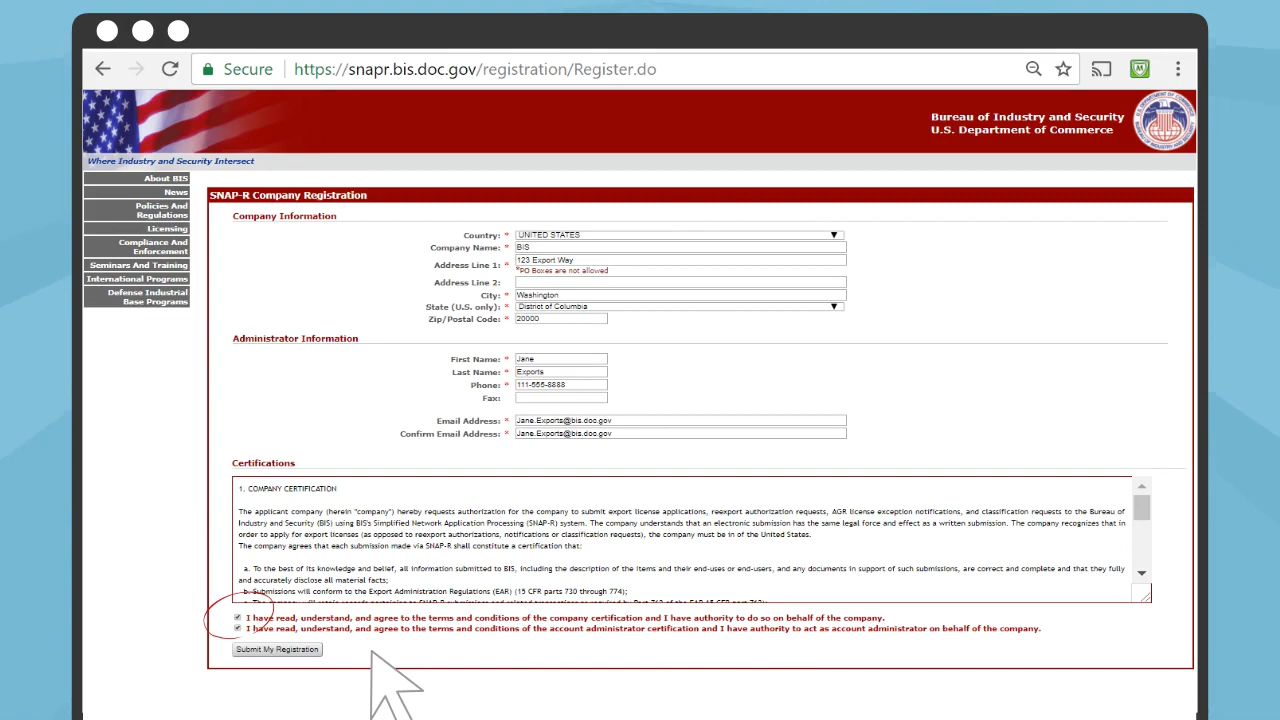 Secure https://snapr.bis.doc.gov/registration/Register.do
Bureau of Industry and Security
U.S. Department of Commerce
Where Industry and Security Intersect
About BIS
News
Policies And
Regulations
Licensing
Compliance And
Enforcement
Seminars And Training
International Programs
Defense Industrial
Base Programs
SNAP-R Company Registration
Company Information
Country: * UNITED STATES
Company Name: * BIS
Address Line 1: * 123 Export Way
*PO Boxes are not allowed
Address Line 2:
City: * Washington
State (U.S. only): * District of Columbia
Zip/Postal Code: * 20000
Administrator Information
First Name: * Jane
Last Name: * Exports
Phone: * 111-555-8888
Fax:
Email Address: * Jane.Exports@bis.doc.gov
Confirm Email Address: * Jane.Exports@bis.doc.gov
Certifications
1. COMPANY CERTIFICATION
The applicant company (herein "company") hereby requests authorization for the company to submit export license applications, reexport authorization requests, AGR license exception notifications, and classification requests to the Bureau of
Industry and Security (BIS) using BIS's Simplified Network Application Processing (SNAP-R) system. The company understands that an electronic submission has the same legal force and effect as a written submission. The company recognizes that in
order to apply for export licenses (as opposed to reexport authorizations, notifications or classification requests), the company must be in of the United States.
The company agrees that each submission made via SNAP-R shall constitute a certification that:
a. To the best of its knowledge and belief, all information submitted to BIS, including the description of the items and their end-uses or end-users, and any documents in support of such submissions, are correct and complete and that they fully
and accurately disclose all material facts;
b. Submissions will conform to the Export Administration Regulations (EAR) (15 CFR parts 730 through 774);
I have read, understand, and agree to the terms and conditions of the company certification and I have authority to do so on behalf of the company.
I have read, understand, and agree to the terms and conditions of the account administrator certification and I have authority to act as account administrator on behalf of the company.
Submit My Registration